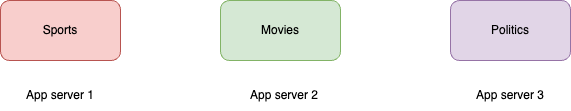 Sports
Movies
Politics
App server 1
App server 2
App server 3